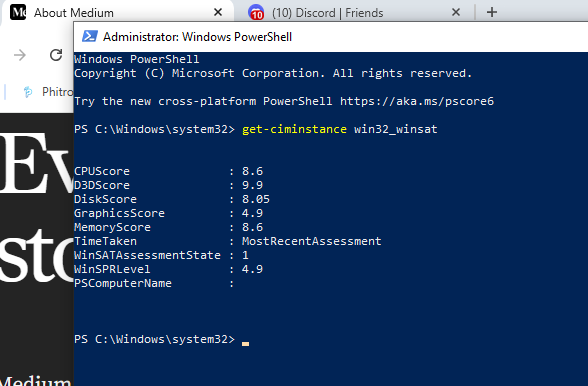 About Medium
(10) Discord | Friends
10
Administrator: Windows PowerShell
Windows PowerShell
Copyright (C) Microsoft Corporation. All rights reserved.
Try the new cross-platform PowerShell https://aka.ms/pscore6
PS C:\Windows\system32> get-ciminstance win32_winsat
CPUScore : 8.6
D3DScore : 9.9
DiskScore : 8.05
GraphicsScore : 4.9
MemoryScore : 8.6
TimeTaken : MostRecentAssessment
WinSATAssessmentState : 1
WinSPRLevel : 4.9
PSComputerName :
PS C:\Windows\system32>
Phitro
Ev
sto
Medium